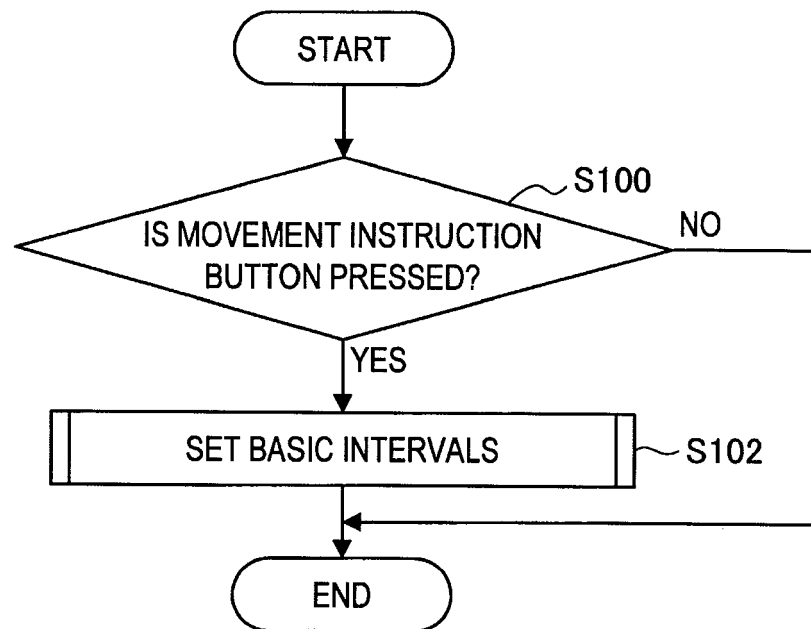 START
S100
IS MOVEMENT INSTRUCTION
BUTTON PRESSED?
NO
YES
SET BASIC INTERVALS
S102
END